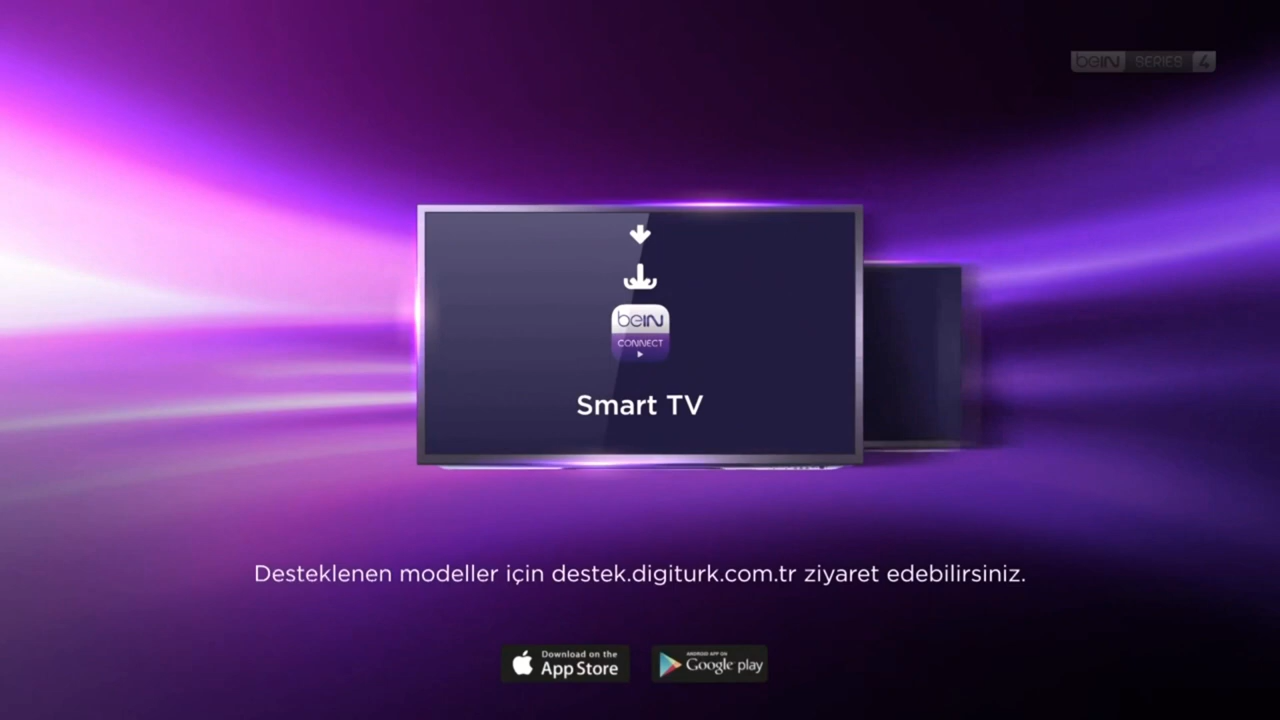 beIN SERIES 4
beIN
CONNECT
Smart TV
Desteklenen modeller için destek.digiturk.com.tr ziyaret edebilirsiniz.
Download on the
App Store
ANDROID APP ON
Google play